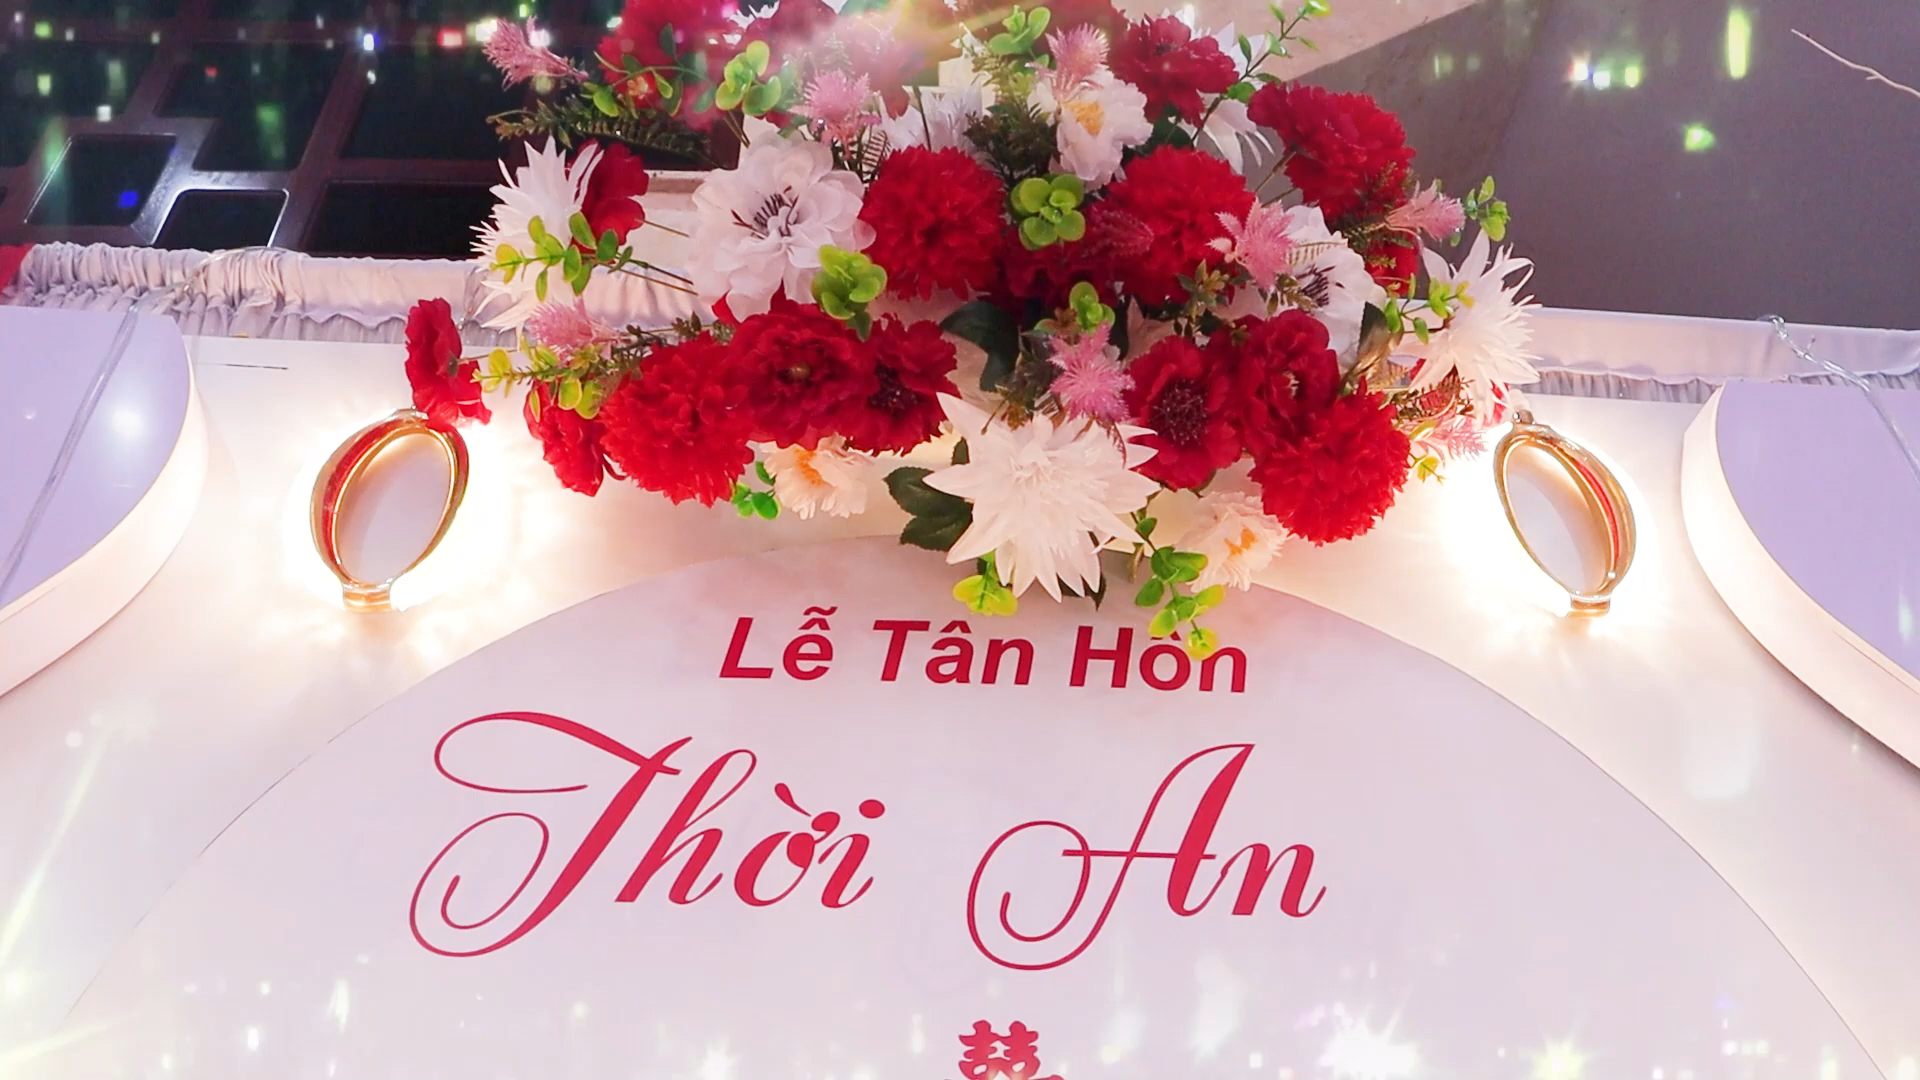 Lễ Tân Hôn
Thời An
囍